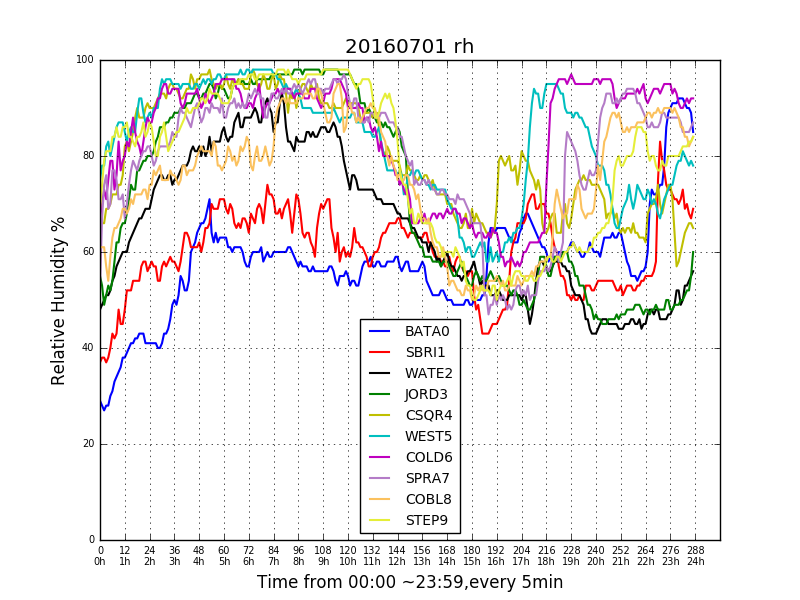 20160701 rh
Relative Humidity %
100
80
60
40
20
0
BATA0
SBRI1
WATE2
JORD3
CSQR4
WEST5
COLD6
SPRA7
COBL8
STEP9
0 12 24 36 48 60 72 84 96 108 120 132 144 156 168 180 192 204 216 228 240 252 264 276 288
0h 1h 2h 3h 4h 5h 6h 7h 8h 9h 10h 11h 12h 13h 14h 15h 16h 17h 18h 19h 20h 21h 22h 23h 24h
Time from 00:00 ~23:59,every 5min